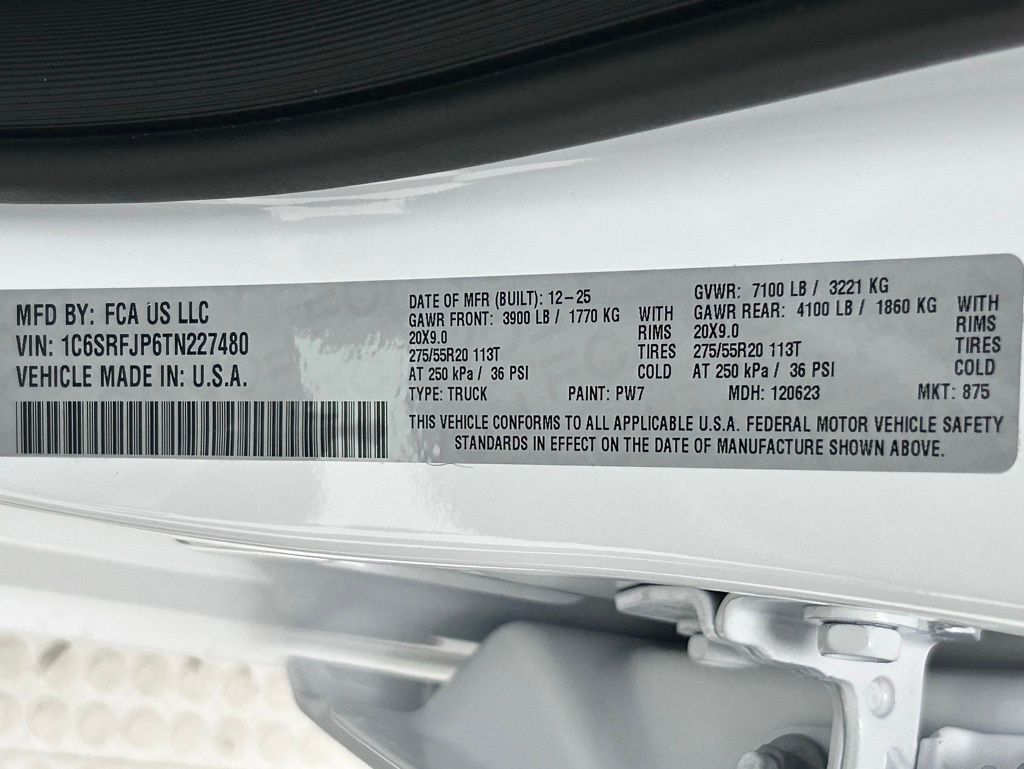 MFD BY: FCA US LLC
VIN: 1C6SRFJP6TN227480
VEHICLE MADE IN: U.S.A.
DATE OF MFR (BUILT): 12-25
GAWR FRONT: 3900 LB / 1770 KG WITH
20X9.0 RIMS
275/55R20 113T TIRES
AT 250 kPa / 36 PSI COLD
GVWR: 7100 LB / 3221 KG
GAWR REAR: 4100 LB / 1860 KG WITH
20X9.0 RIMS
275/55R20 113T TIRES
AT 250 kPa / 36 PSI COLD
TYPE: TRUCK PAINT: PW7 MDH: 120623 MKT: 875
THIS VEHICLE CONFORMS TO ALL APPLICABLE U.S.A. FEDERAL MOTOR VEHICLE SAFETY
STANDARDS IN EFFECT ON THE DATE OF MANUFACTURE SHOWN ABOVE.